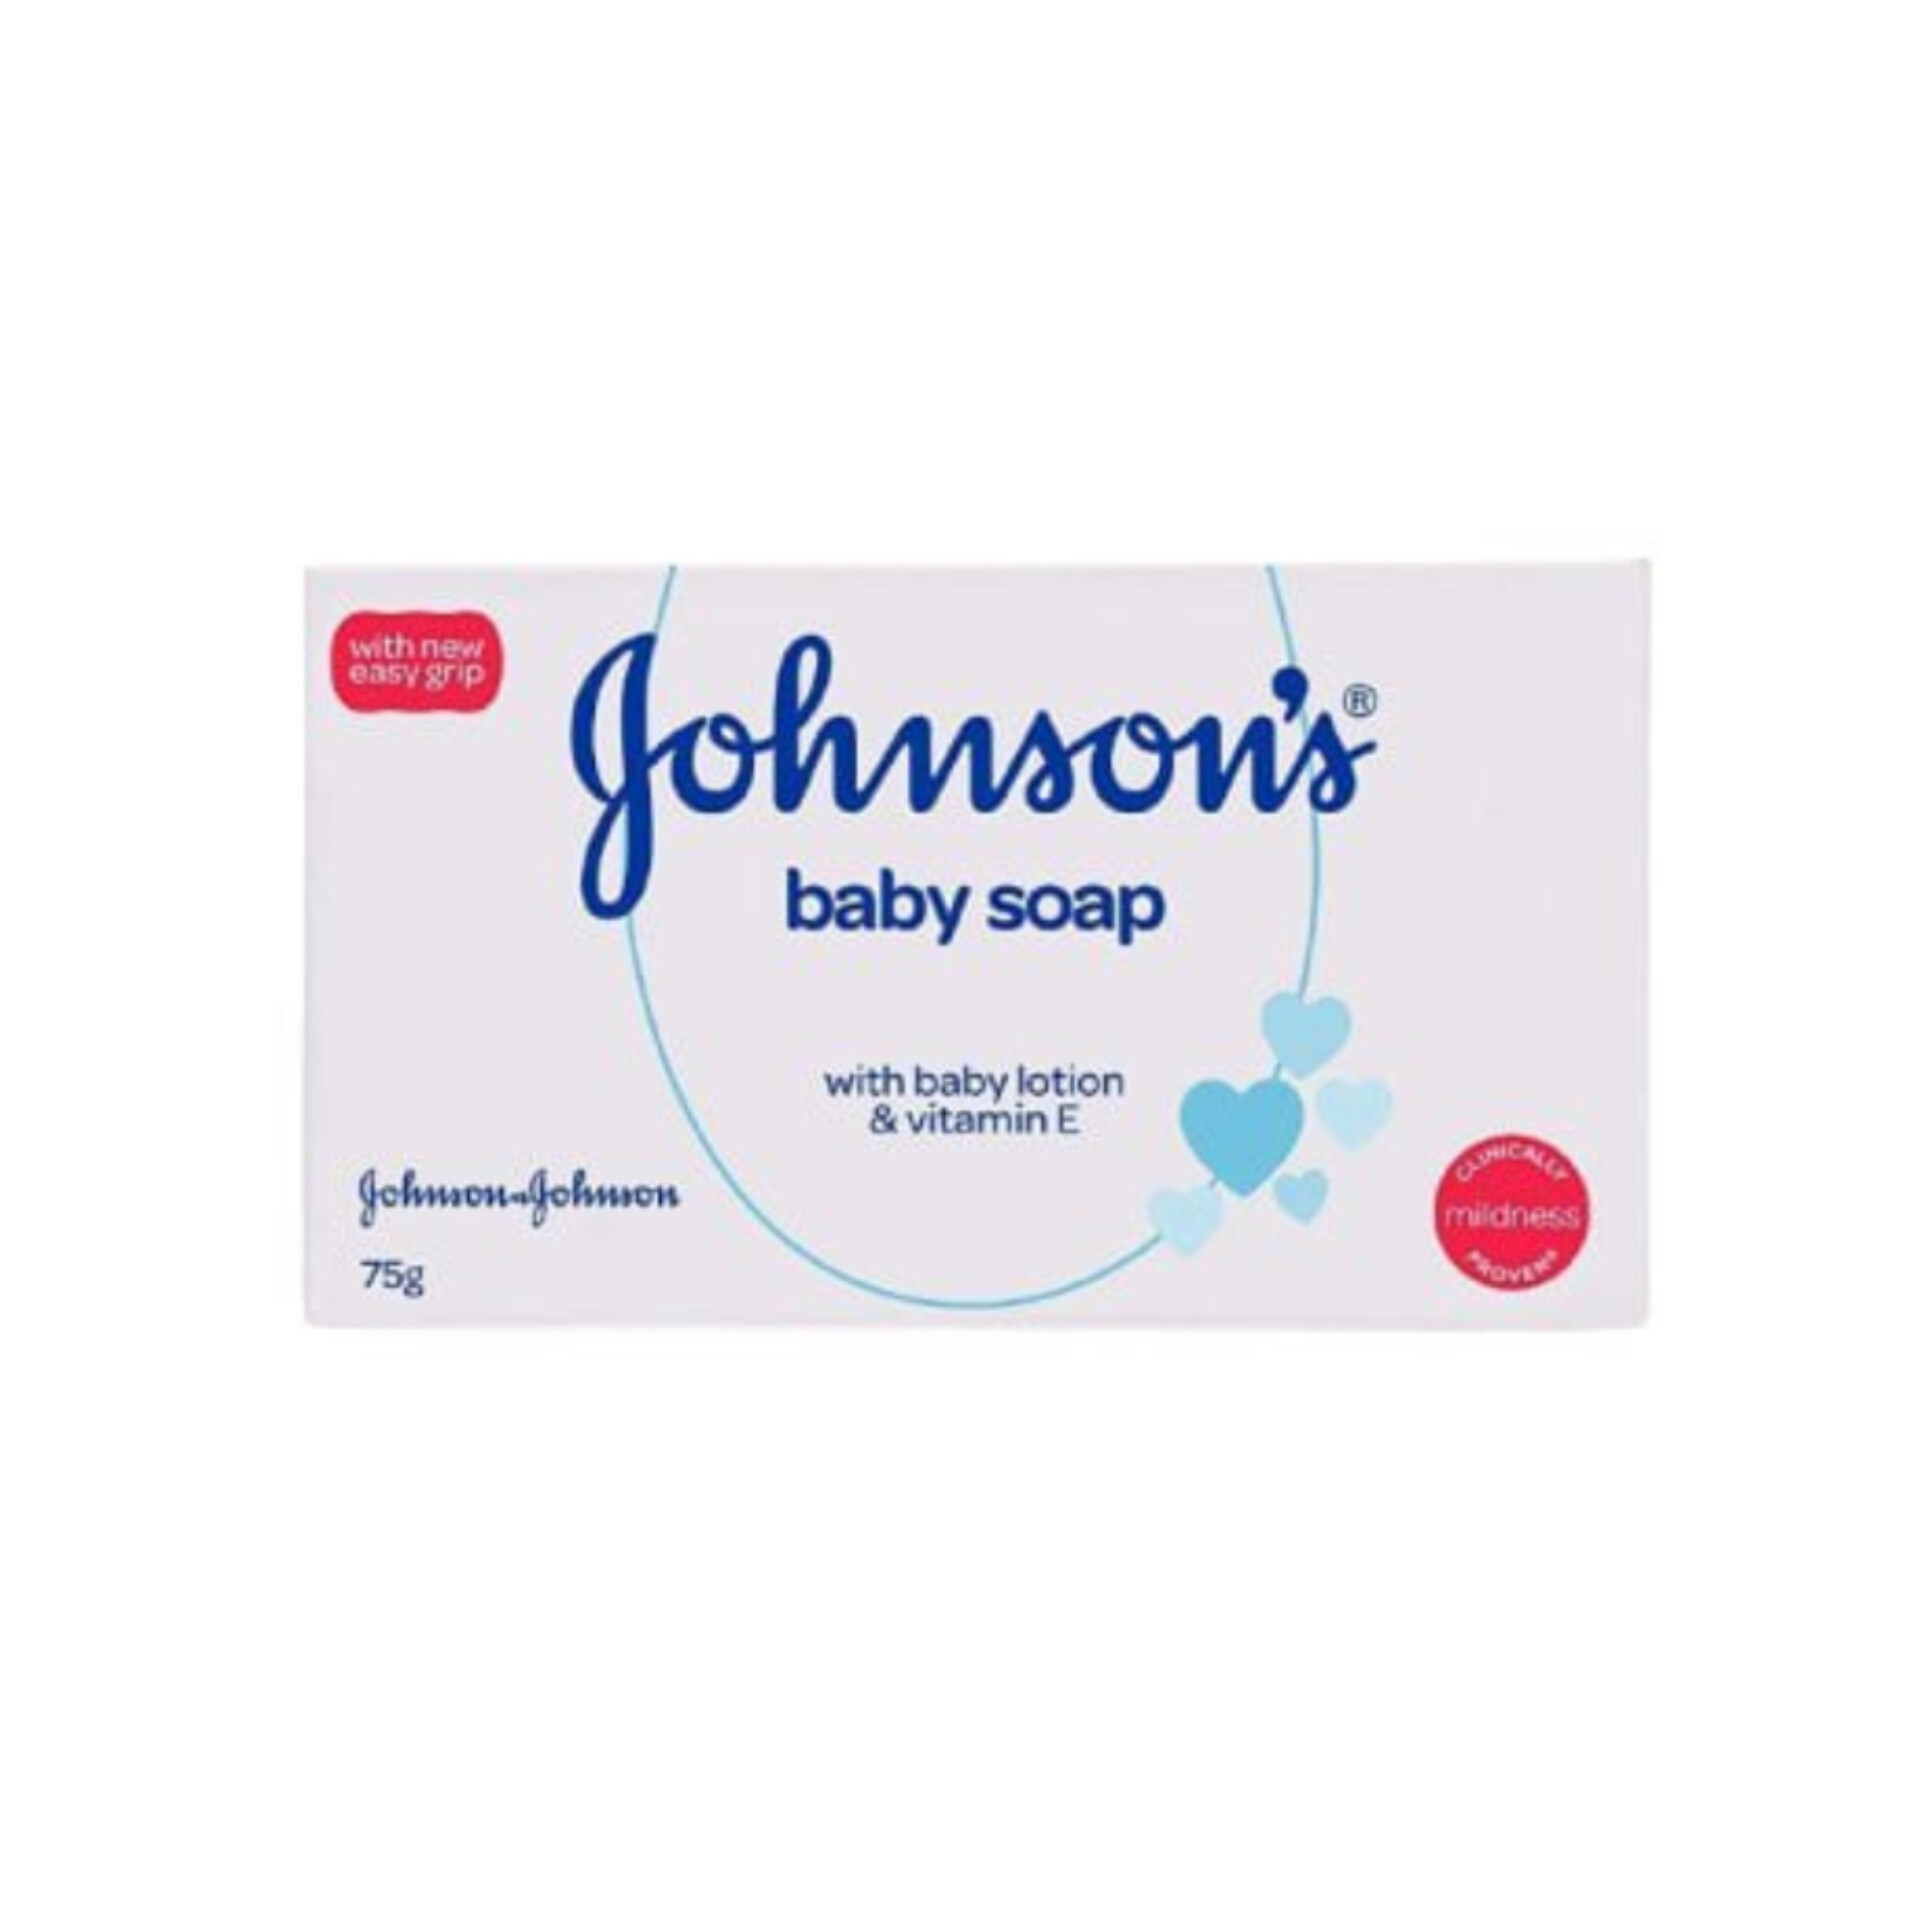 with new
easy grip
Johnson's®
baby soap
with baby lotion
& vitamin E
Johnson & Johnson
75g
CLINICALLY
mildness
PROVEN